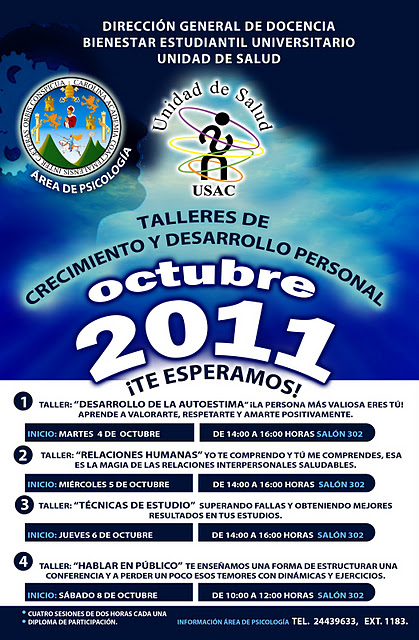 DIRECCIÓN GENERAL DE DOCENCIA
BIENESTAR ESTUDIANTIL UNIVERSITARIO
UNIDAD DE SALUD
CAROLINA ACADEMIA COACTEMALENSIS INTER CAETERAS ORBIS CONSPICUA
ÁREA DE PSICOLOGÍA
Unidad de Salud
USAC
TALLERES DE
CRECIMIENTO Y DESARROLLO PERSONAL
octubre
2011
¡TE ESPERAMOS!
1 TALLER: "DESARROLLO DE LA AUTOESTIMA" ¡LA PERSONA MÁS VALIOSA ERES TÚ!
APRENDE A VALORARTE, RESPETARTE Y AMARTE POSITIVAMENTE.
INICIO: MARTES 4 DE OCTUBRE DE 14:00 A 16:00 HORAS SALÓN 302
2 TALLER: "RELACIONES HUMANAS" YO TE COMPRENDO Y TÚ ME COMPRENDES, ESA
ES LA MAGIA DE LAS RELACIONES INTERPERSONALES SALUDABLES.
INICIO: MIÉRCOLES 5 DE OCTUBRE DE 14:00 A 16:00 HORAS SALÓN 302
3 TALLER: "TÉCNICAS DE ESTUDIO" SUPERANDO FALLAS Y OBTENIENDO MEJORES
RESULTADOS EN TUS ESTUDIOS.
INICIO: JUEVES 6 DE OCTUBRE DE 14:00 A 16:00 HORAS SALÓN 302
4 TALLER: "HABLAR EN PÚBLICO" TE ENSEÑAMOS UNA FORMA DE ESTRUCTURAR UNA
CONFERENCIA Y A PERDER UN POCO ESOS TEMORES CON DINÁMICAS Y EJERCICIOS.
INICIO: SÁBADO 8 DE OCTUBRE DE 10:00 A 12:00 HORAS SALÓN 302
* CUATRO SESIONES DE DOS HORAS CADA UNA
* DIPLOMA DE PARTICIPACIÓN. INFORMACIÓN ÁREA DE PSICOLOGÍA TEL. 24439633, EXT. 1183.